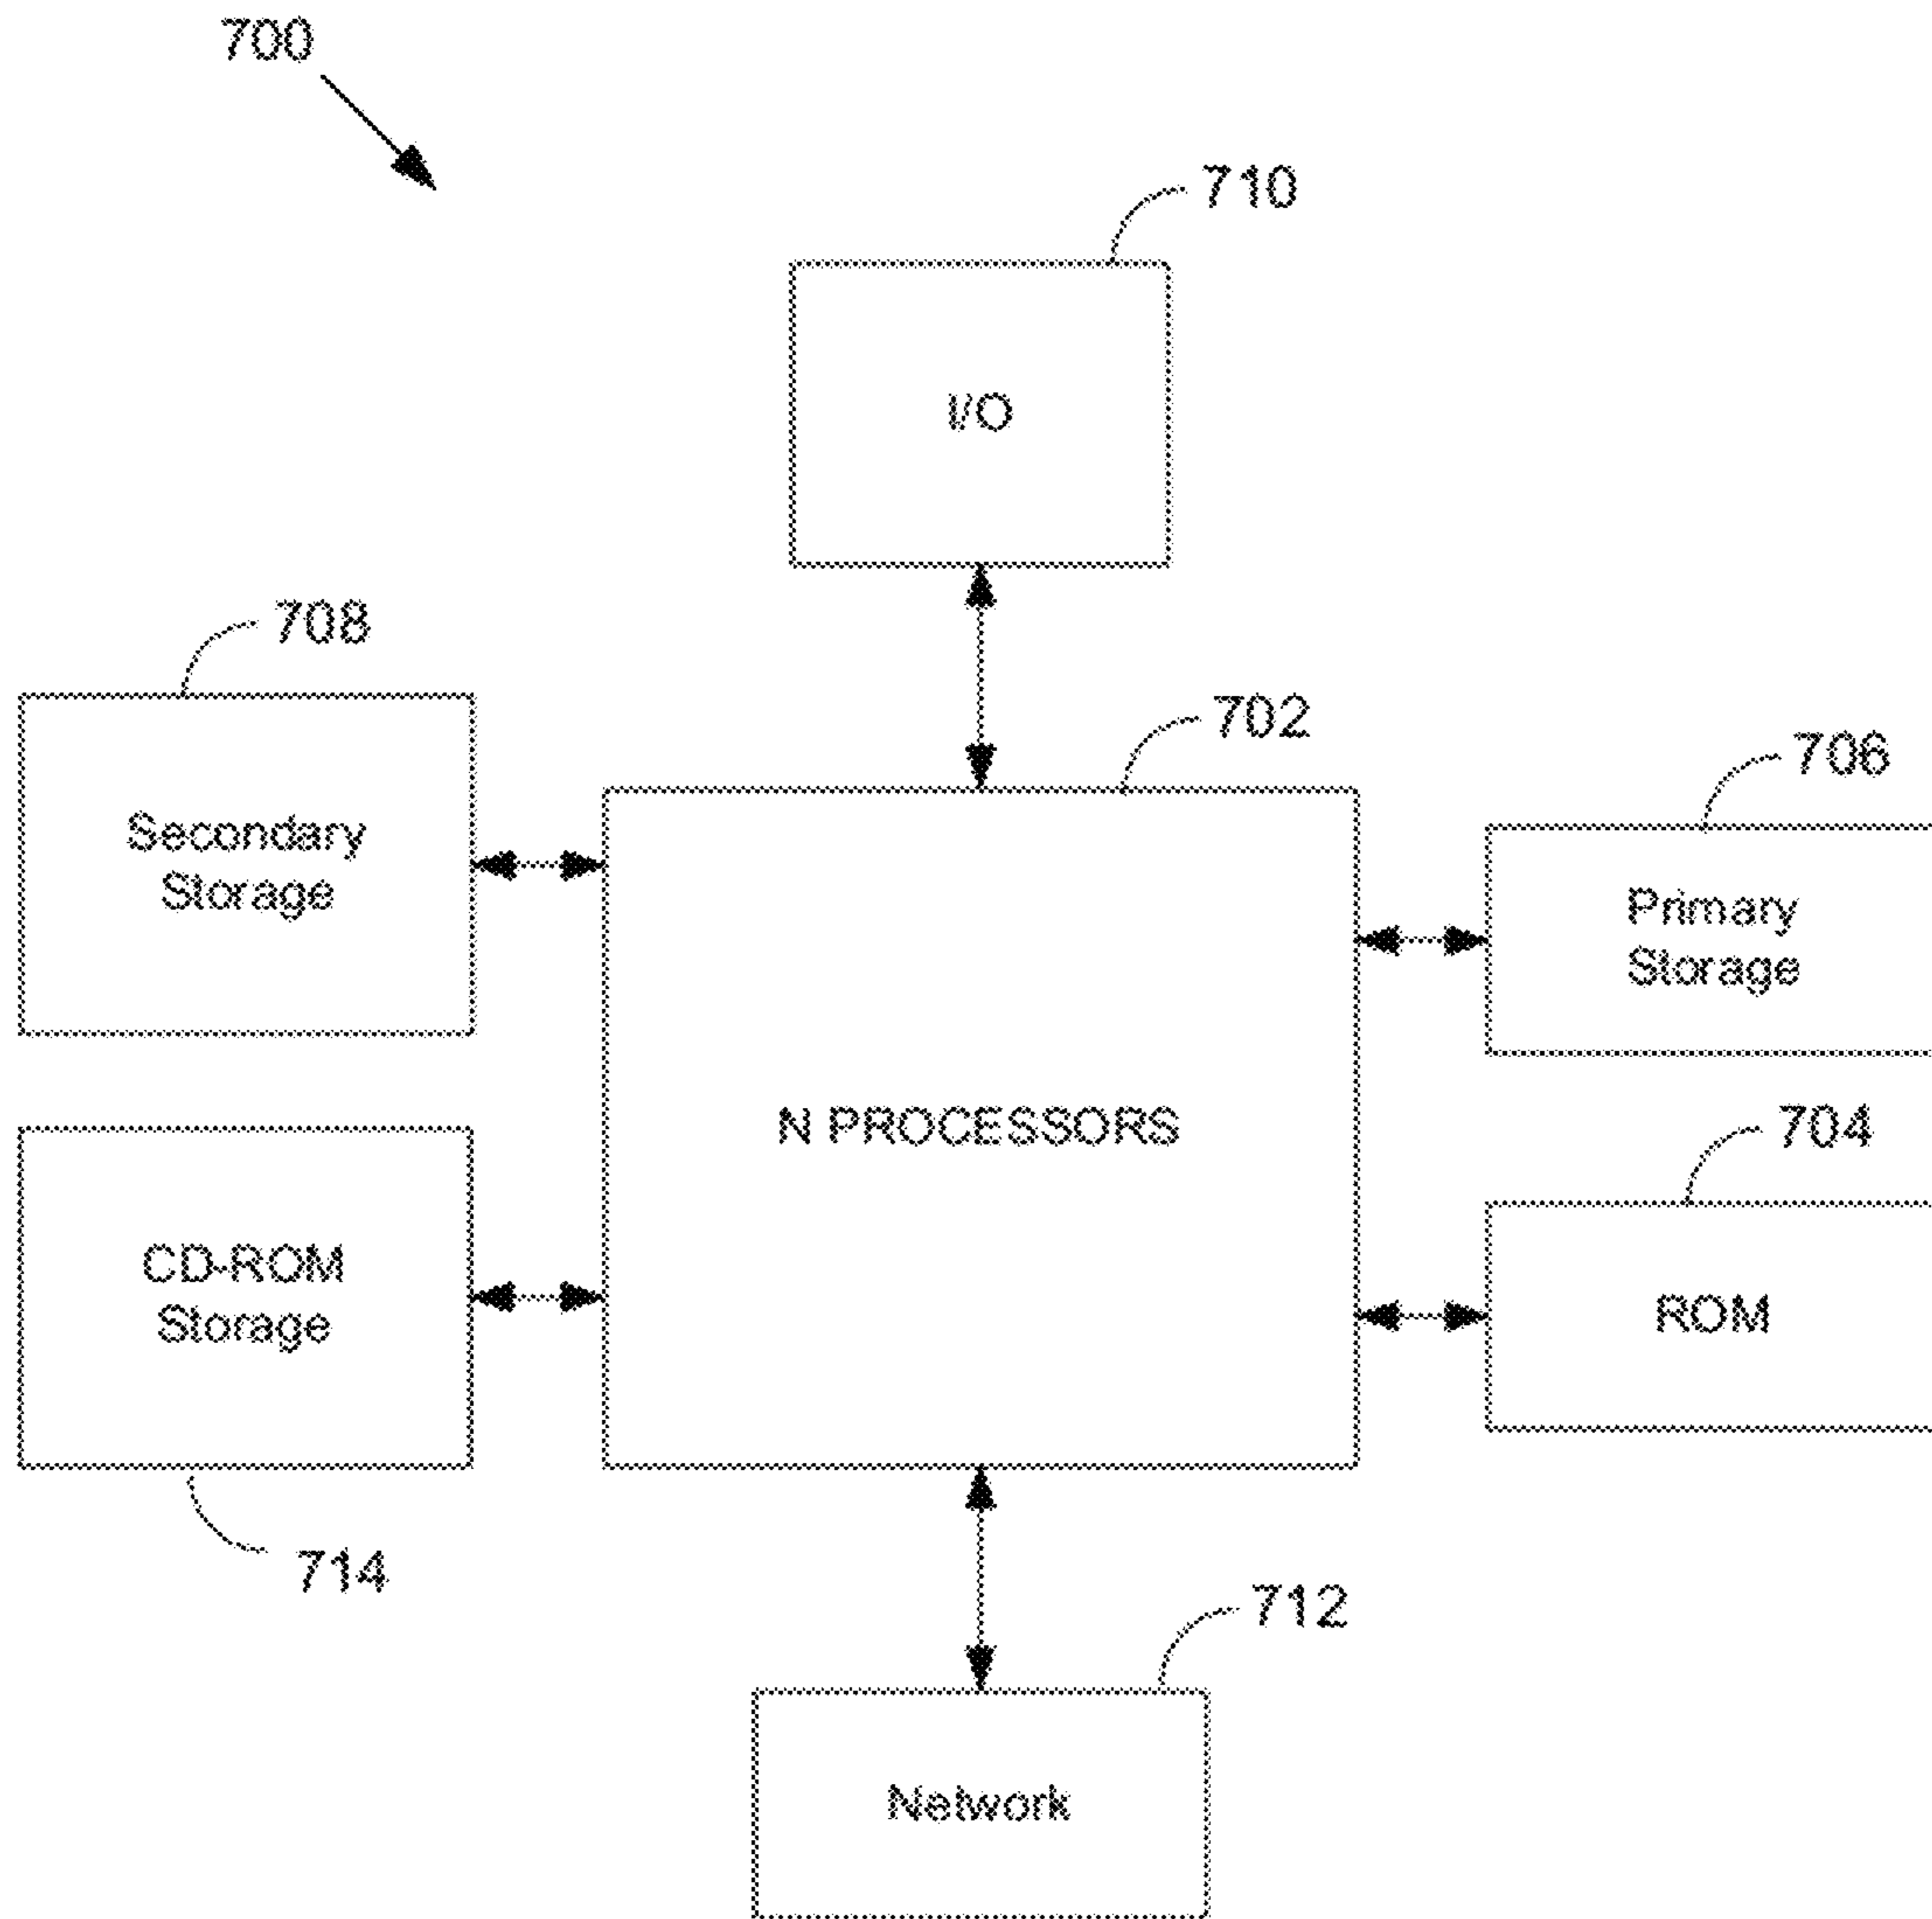 700
710
I/O
708
702
706
Secondary
Storage
Primary
Storage
N PROCESSORS
704
CD-ROM
Storage
ROM
714
712
Network